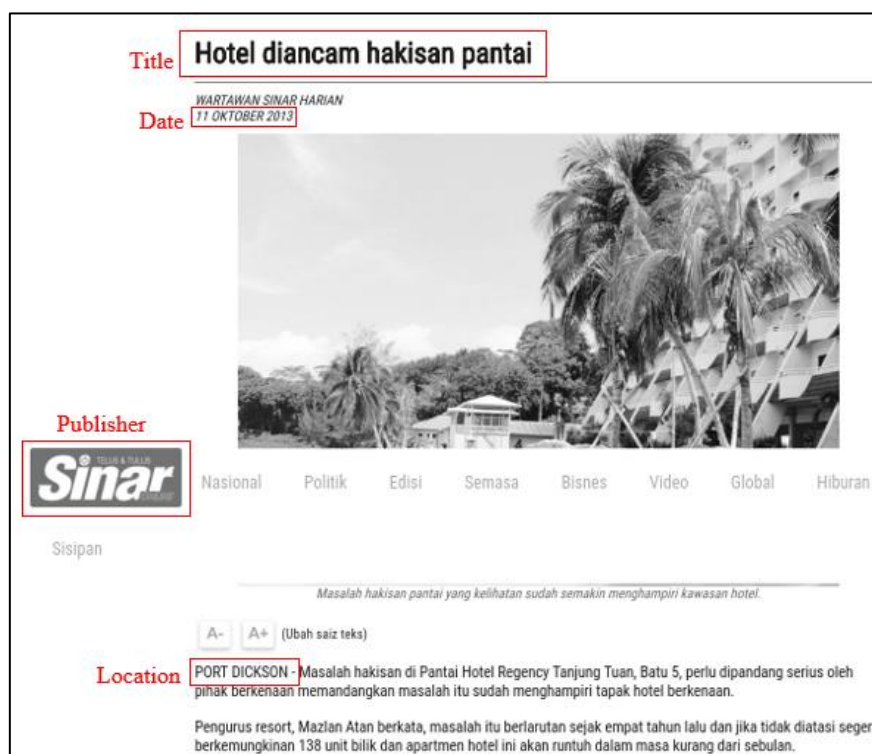 Title Hotel diancam hakisan pantai
WARTAWAN SINAR HARIAN
Date 11 OKTOBER 2013
Publisher
TELUS & TULUS
Sinar
Nasional Politik Edisi Semasa Bisnes Video Global Hiburan
Sisipan
Masalah hakisan pantai yang kelihatan sudah semakin menghampiri kawasan hotel.
A- A+ (Ubah saiz teks)
Location PORT DICKSON - Masalah hakisan di Pantai Hotel Regency Tanjung Tuan, Batu 5, perlu dipandang serius oleh
pihak berkenaan memandangkan masalah itu sudah menghampiri tapak hotel berkenaan.
Pengurus resort, Mazlan Atan berkata, masalah itu berlarutan sejak empat tahun lalu dan jika tidak diatasi seger
berkemungkinan 138 unit bilik dan apartmen hotel ini akan runtuh dalam masa kurang dari sebulan.